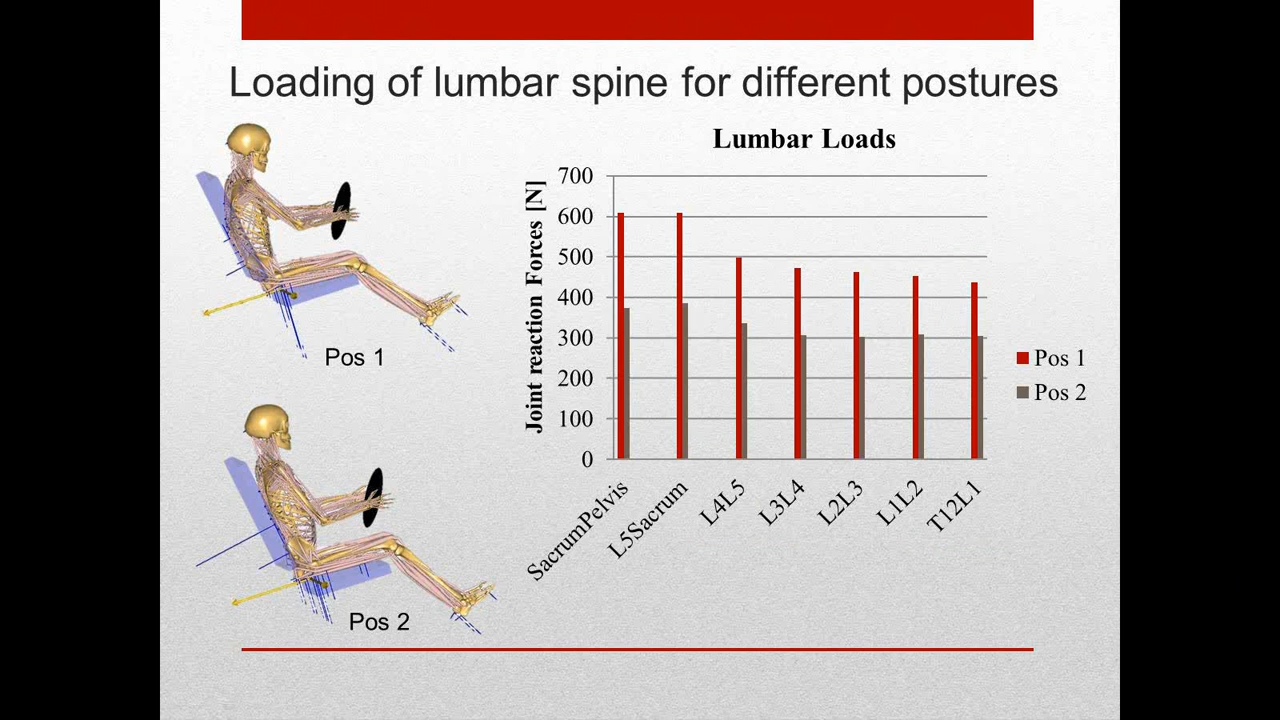 Loading of lumbar spine for different postures
Pos 1
Pos 2
Lumbar Loads
Joint reaction Forces [N]
700
600
500
400
300
200
100
0
SacrumPelvis
L5Sacrum
L4L5
L3L4
L2L3
L1L2
T12L1
Pos 1
Pos 2